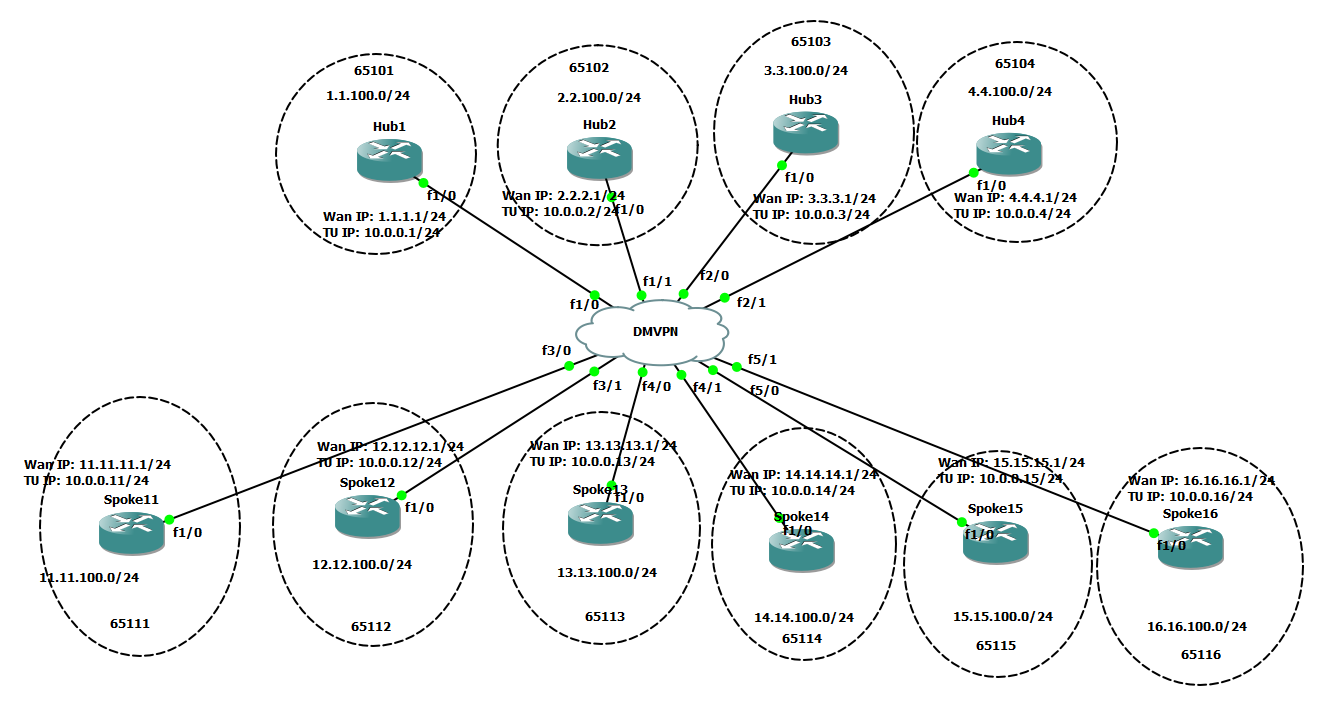 65101
1.1.100.0/24
Hub1
f1/0
Wan IP: 1.1.1.1/24
TU IP: 10.0.0.1/24
65102
2.2.100.0/24
Hub2
Wan IP: 2.2.2.1/24
TU IP: 10.0.0.2/24
f1/0
65103
3.3.100.0/24
Hub3
f1/0
Wan IP: 3.3.3.1/24
TU IP: 10.0.0.3/24
65104
4.4.100.0/24
Hub4
f1/0
Wan IP: 4.4.4.1/24
TU IP: 10.0.0.4/24
f1/0
f1/1
f2/0
f2/1
DMVPN
f3/0
f3/1
f4/0
f4/1
f5/0
f5/1
Wan IP: 11.11.11.1/24
TU IP: 10.0.0.11/24
Spoke11
f1/0
11.11.100.0/24
65111
Wan IP: 12.12.12.1/24
TU IP: 10.0.0.12/24
Spoke12
f1/0
12.12.100.0/24
65112
Wan IP: 13.13.13.1/24
TU IP: 10.0.0.13/24
Spoke13
f1/0
13.13.100.0/24
65113
Wan IP: 14.14.14.1/24
TU IP: 10.0.0.14/24
Spoke14
f1/0
14.14.100.0/24
65114
Wan IP: 15.15.15.1/24
TU IP: 10.0.0.15/24
Spoke15
f1/0
15.15.100.0/24
65115
Wan IP: 16.16.16.1/24
TU IP: 10.0.0.16/24
Spoke16
f1/0
16.16.100.0/24
65116